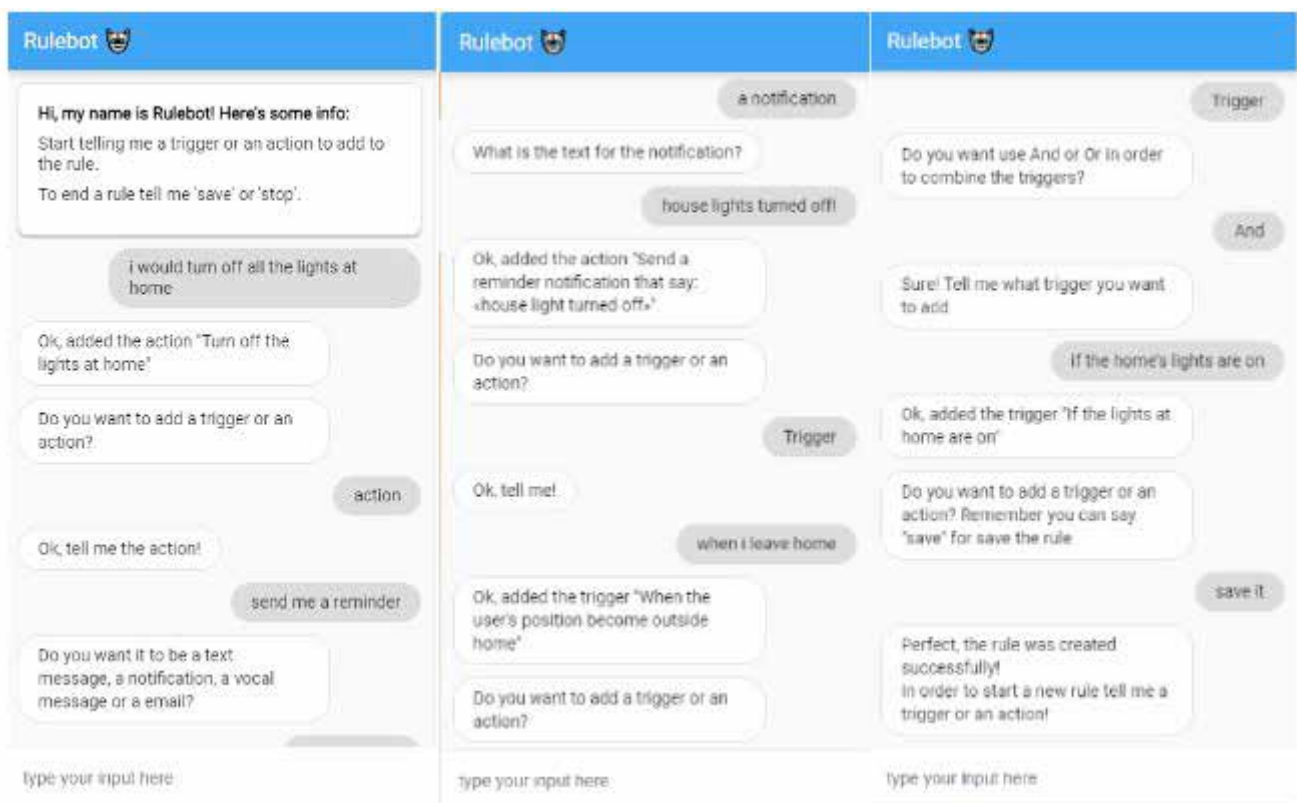 Rulebot
Hi, my name is Rulebot! Here's some info:
Start telling me a trigger or an action to add to
the rule.
To end a rule tell me 'save' or 'stop'.
i would turn off all the lights at
home
Ok, added the action "Turn off the
lights at home"
Do you want to add a trigger or an
action?
action
Ok, tell me the action!
send me a reminder
Do you want it to be a text
message, a notification, a vocal
message or a email?
type your input here
Rulebot
a notification
What is the text for the notification?
house lights turned off!
Ok, added the action "Send a
reminder notification that say:
«house light turned off»"
Do you want to add a trigger or an
action?
Trigger
Ok, tell me!
when i leave home
Ok, added the trigger "When the
user's position become outside
home"
Do you want to add a trigger or an
action?
type your input here
Rulebot
Trigger
Do you want use And or Or in order
to combine the triggers?
And
Sure! Tell me what trigger you want
to add
if the home's lights are on
Ok, added the trigger "If the lights at
home are on"
Do you want to add a trigger or an
action? Remember you can say
"save" for save the rule
save it
Perfect, the rule was created
successfully!
In order to start a new rule tell me a
trigger or an action!
type your input here